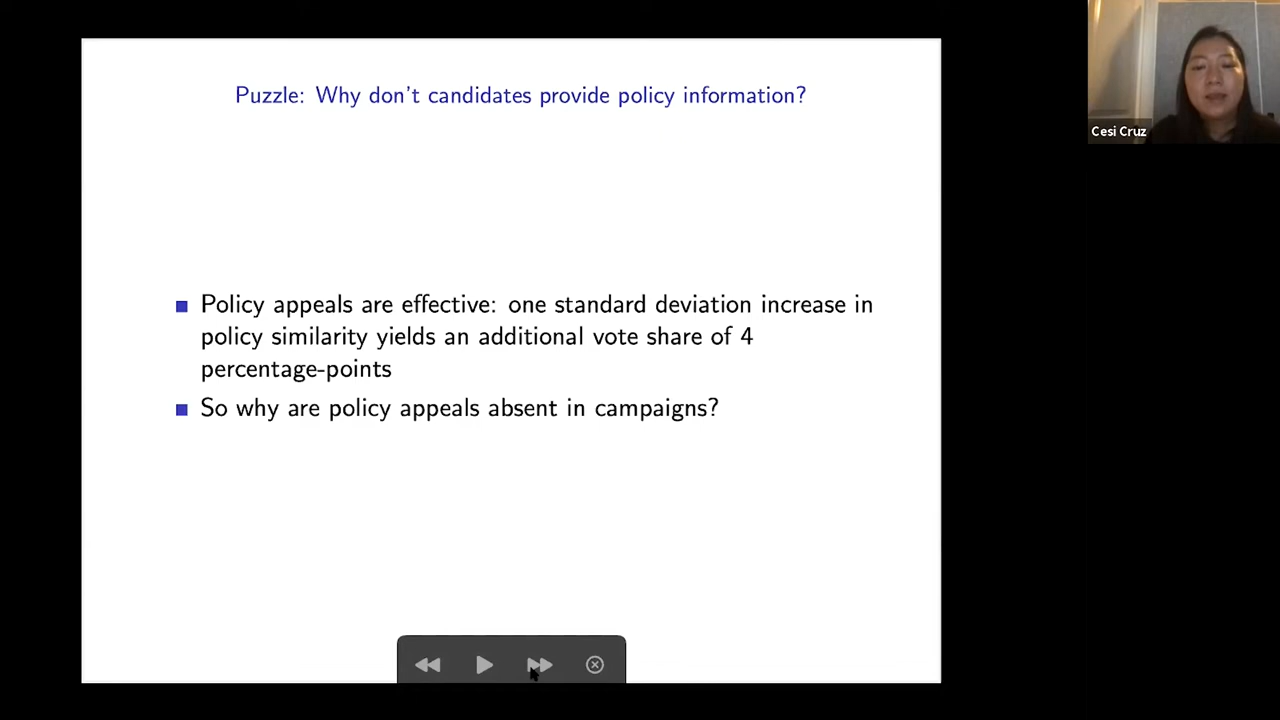 Puzzle: Why don't candidates provide policy information?
Cesi Cruz
Policy appeals are effective: one standard deviation increase in
policy similarity yields an additional vote share of 4
percentage-points
So why are policy appeals absent in campaigns?